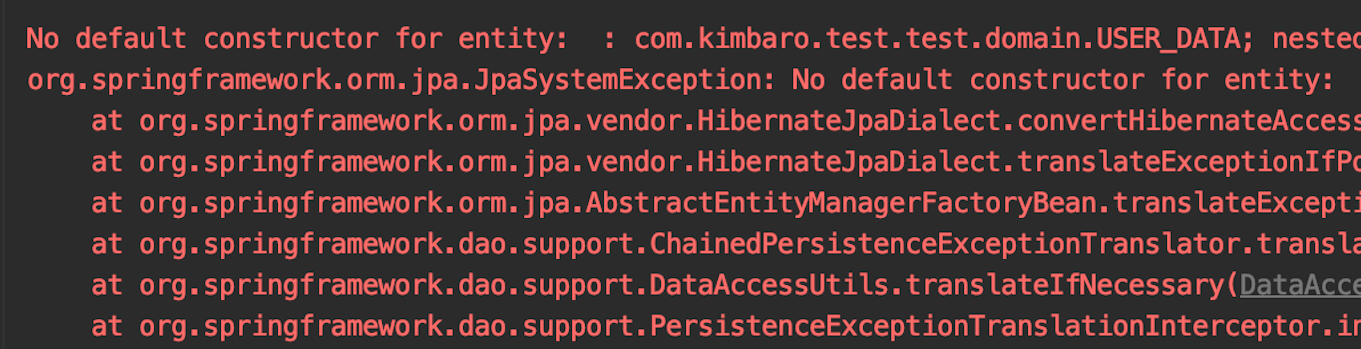 No default constructor for entity:  : com.kimbaro.test.test.domain.USER_DATA; nested
org.springframework.orm.jpa.JpaSystemException: No default constructor for entity:
at org.springframework.orm.jpa.vendor.HibernateJpaDialect.convertHibernateAccess
at org.springframework.orm.jpa.vendor.HibernateJpaDialect.translateExceptionIfPo
at org.springframework.orm.jpa.AbstractEntityManagerFactoryBean.translateExcepti
at org.springframework.dao.support.ChainedPersistenceExceptionTranslator.transla
at org.springframework.dao.support.DataAccessUtils.translateIfNecessary(DataAcce
at org.springframework.dao.support.PersistenceExceptionTranslationInterceptor.in